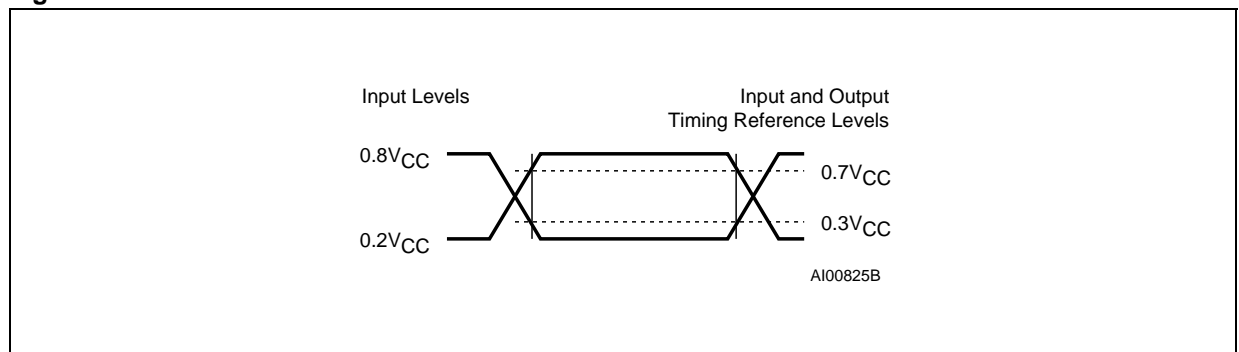 Input Levels
Input and Output
Timing Reference Levels
0.8VCC
0.7VCC
0.3VCC
0.2VCC
AI00825B